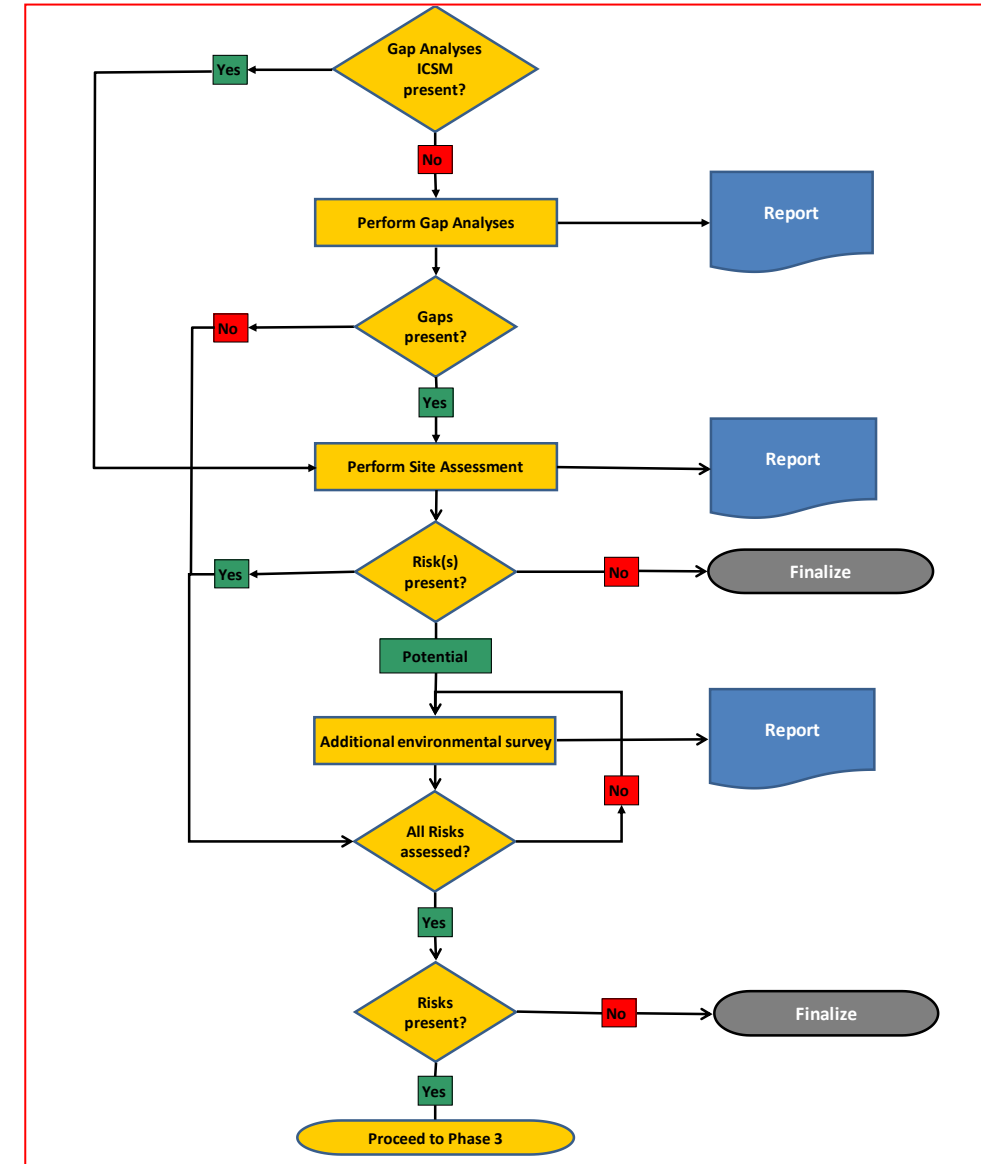 Gap Analyses
ICSM
present?
Yes
No
Perform Gap Analyses
Report
Gaps
present?
No
Yes
Perform Site Assessment
Report
Risk(s)
present?
Yes
No
Finalize
Potential
Additional environmental survey
Report
No
All Risks
assessed?
Yes
Risks
present?
No
Finalize
Yes
Proceed to Phase 3